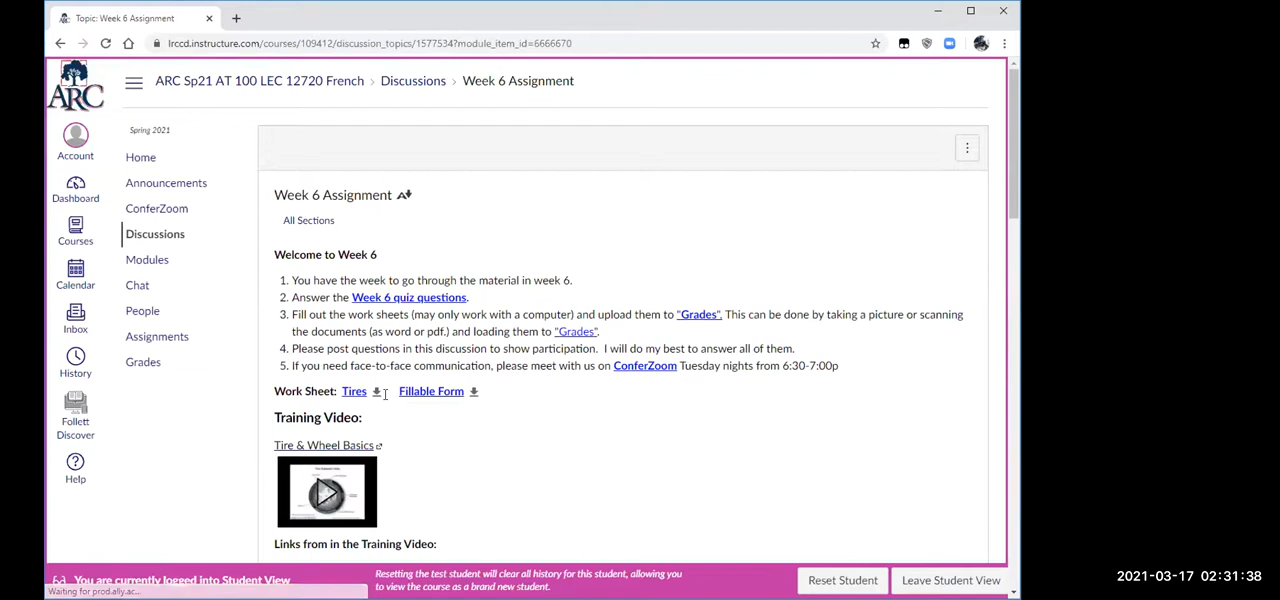 Topic: Week 6 Assignment
lrccd.instructure.com/courses/109412/discussion_topics/1577534?module_item_id=6666670
ARC
ARC Sp21 AT 100 LEC 12720 French > Discussions > Week 6 Assignment
Account
Dashboard
Courses
Calendar
Inbox
History
Follett
Discover
Help
Spring 2021
Home
Announcements
ConferZoom
Discussions
Modules
Chat
People
Assignments
Grades
Week 6 Assignment
All Sections
Welcome to Week 6
1. You have the week to go through the material in week 6.
2. Answer the Week 6 quiz questions.
3. Fill out the work sheets (may only work with a computer) and upload them to "Grades". This can be done by taking a picture or scanning
the documents (as word or pdf.) and loading them to "Grades".
4. Please post questions in this discussion to show participation. I will do my best to answer all of them.
5. If you need face-to-face communication, please meet with us on ConferZoom Tuesday nights from 6:30-7:00p
Work Sheet: Tires Fillable Form
Training Video:
Tire & Wheel Basics
Links from in the Training Video:
You are currently logged into Student View
Resetting the test student will clear all history for this student, allowing you
to view the course as a brand new student.
Reset Student
Leave Student View
Waiting for prod.ally.ac...
2021-03-17 02:31:38